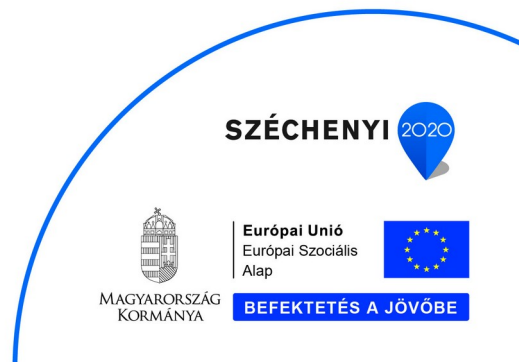 SZÉCHENYI 2020
Európai Unió
Európai Szociális
Alap
MAGYARORSZÁG
KORMÁNYA
BEFEKTETÉS A JÖVŐBE